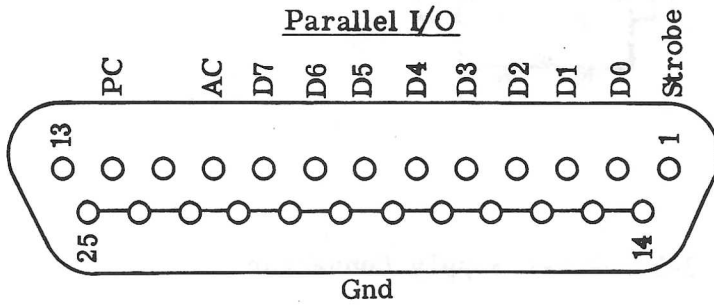 Parallel I/O
PC AC D7 D6 D5 D4 D3 D2 D1 D0 Strobe
13 1
25 14
Gnd